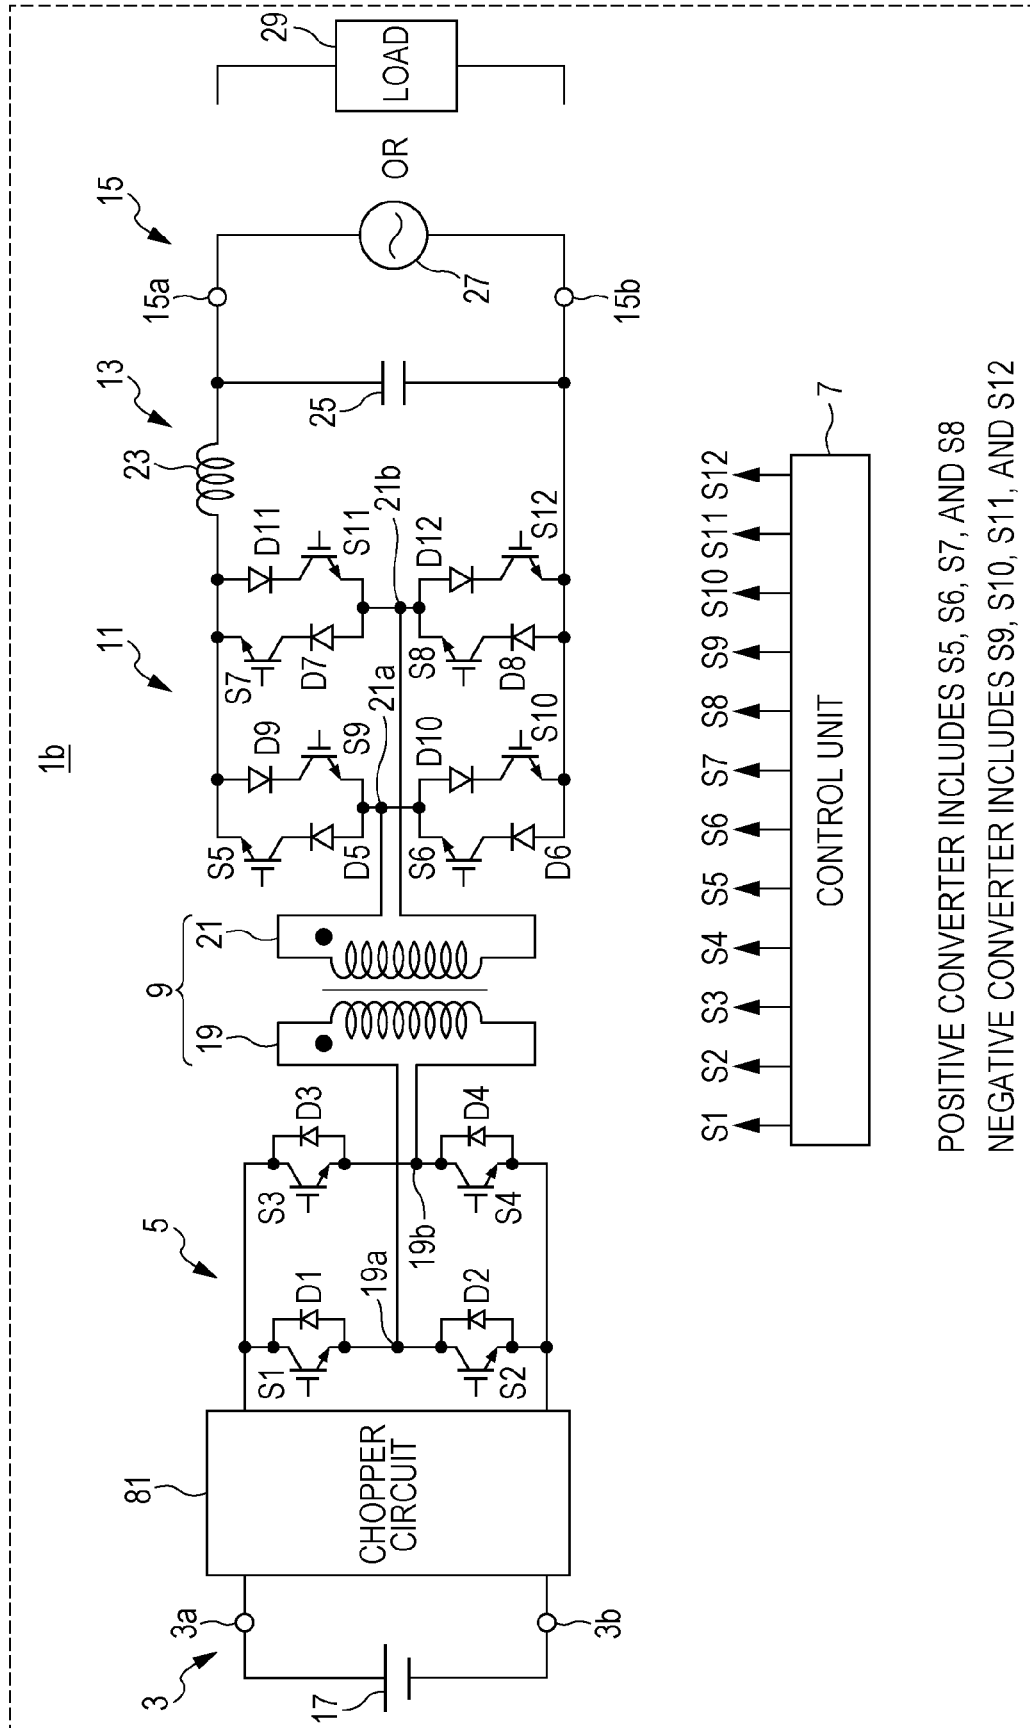 1b
3
3a
3b
17
81
CHOPPER
CIRCUIT
5
S1
D1
S2
D2
19a
S3
D3
S4
D4
19b
9
19
21
11
S5
D5
D9
S9
21a
S6
D6
D10
S10
S7
D7
D11
S11
21b
S8
D8
D12
S12
13
23
25
15
15a
15b
27
OR
29
LOAD
S1 S2 S3 S4 S5 S6 S7 S8 S9 S10 S11 S12
CONTROL UNIT
7
POSITIVE CONVERTER INCLUDES S5, S6, S7, AND S8
NEGATIVE CONVERTER INCLUDES S9, S10, S11, AND S12